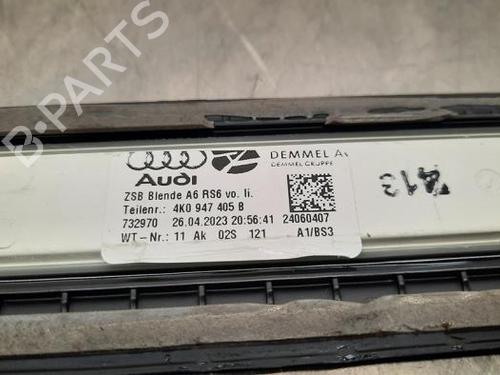 B-PARTS
Audi
DEMMEL
DEMMEL GRUPPE
ZSB Blende A6 RS6 vo. li.
Teilenr.: 4K0 947 405 B
732970 26.04.2023 20:56:41 24060407
WT-Nr.: 11 Ak 02S 121 A1/BS3
413